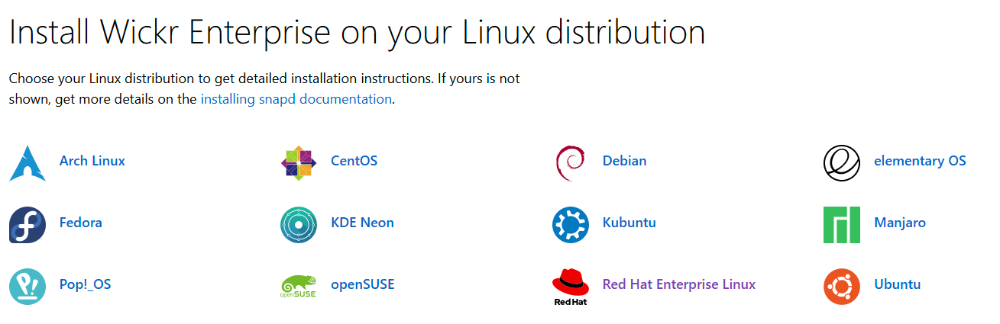 Install Wickr Enterprise on your Linux distribution
Choose your Linux distribution to get detailed installation instructions. If yours is not
shown, get more details on the installing snapd documentation.
Arch Linux
CentOS
Debian
elementary OS
Fedora
KDE Neon
Kubuntu
Manjaro
P!
Pop!_OS
openSUSE
openSUSE
RedHat
Red Hat Enterprise Linux
Ubuntu